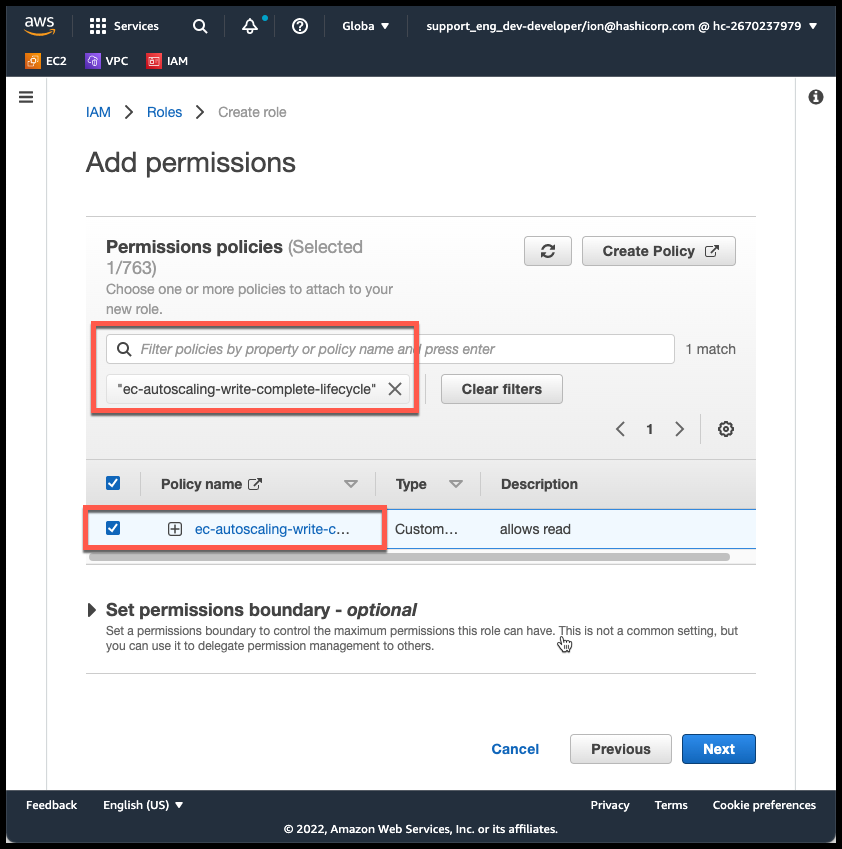 aws
Services
Globa
support_eng_dev-developer/ion@hashicorp.com @ hc-2670237979
EC2
VPC
IAM
IAM
Roles
Create role
Add permissions
Permissions policies (Selected
1/763)
Create Policy
Choose one or more policies to attach to your
new role.
Filter policies by property or policy name and press enter
1 match
"ec-autoscaling-write-complete-lifecycle"
Clear filters
1
Policy name
Type
Description
ec-autoscaling-write-c...
Custom...
allows read
Set permissions boundary - optional
Set a permissions boundary to control the maximum permissions this role can have. This is not a common setting, but
you can use it to delegate permission management to others.
Cancel
Previous
Next
Feedback
English (US)
Privacy
Terms
Cookie preferences
© 2022, Amazon Web Services, Inc. or its affiliates.